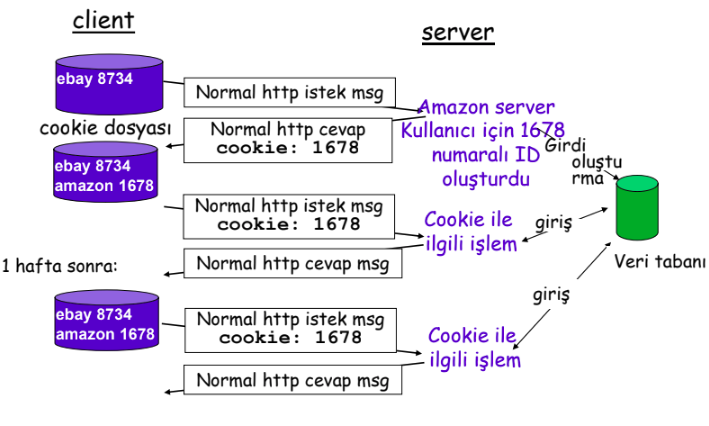 client
server
ebay 8734
Normal http istek msg
Amazon server
Kullanıcı için 1678
numaralı ID
oluşturdu
cookie dosyası
Normal http cevap
cookie: 1678
Girdi
oluştu
rma
ebay 8734
amazon 1678
Normal http istek msg
cookie: 1678
Cookie ile
ilgili işlem
giriş
Veri tabanı
Normal http cevap msg
1 hafta sonra:
giriş
ebay 8734
amazon 1678
Normal http istek msg
cookie: 1678
Cookie ile
ilgili işlem
Normal http cevap msg